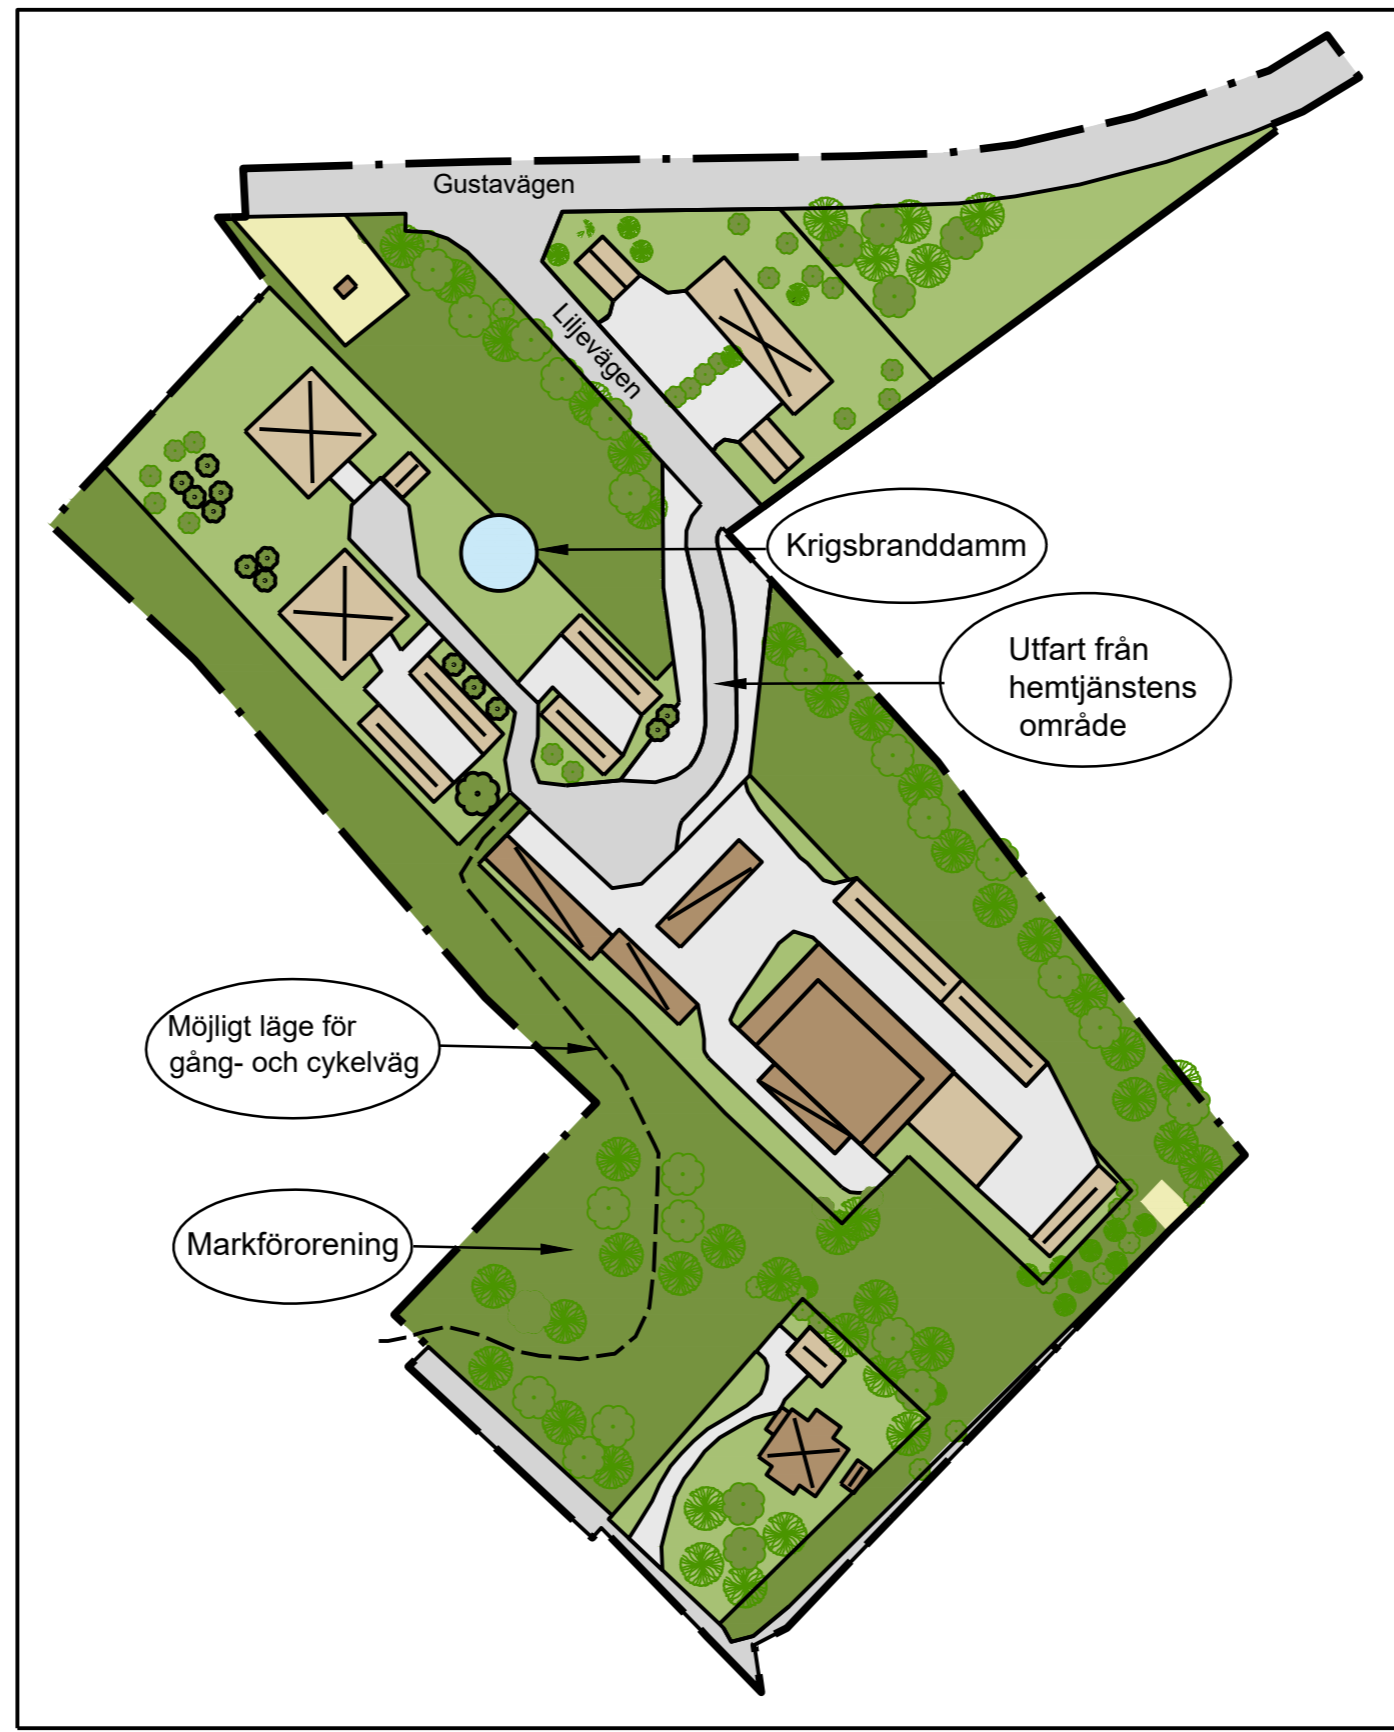 Gustavägen
Liljevägen
Krigsbranddamm
Utfart från
hemtjänstens
område
Möjligt läge för
gång- och cykelväg
Markförorening